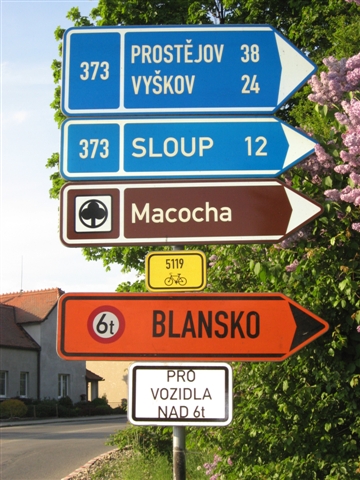 373 PROSTĚJOV 38
VYŠKOV 24
373 SLOUP 12
Macocha
5119
6t BLANSKO
PRO
VOZIDLA
NAD 6t